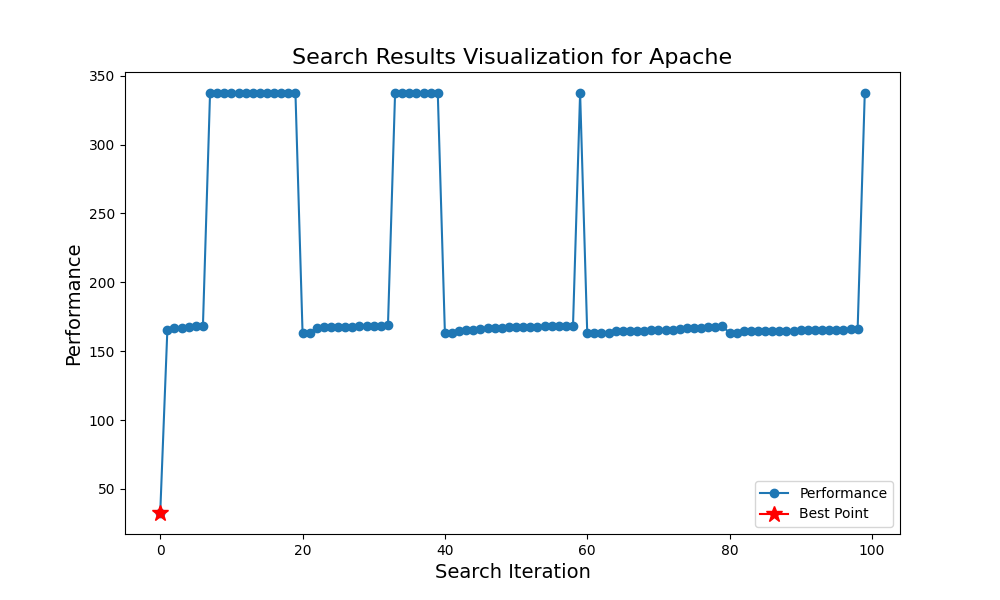 Search Results Visualization for Apache
Performance
350
300
250
200
150
100
50
0
20
40
60
80
100
Search Iteration
Performance
Best Point